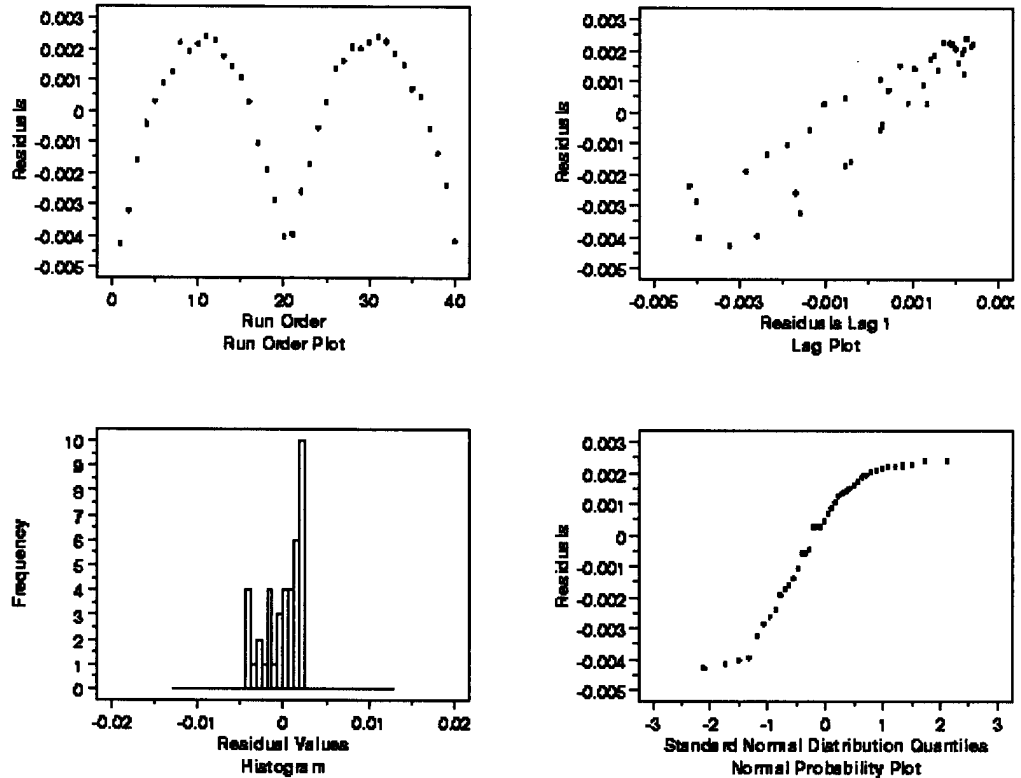 0.003
0.002
0.001
0
-0.001
-0.002
-0.003
-0.004
-0.005
Residuals
0 10 20 30 40
Run Order
Run Order Plot
0.003
0.002
0.001
0
-0.001
-0.002
-0.003
-0.004
-0.005
Residuals
-0.005 -0.003 -0.001 0.001 0.00
Residuals Lag 1
Lag Plot
10
9
8
7
6
5
4
3
2
1
0
Frequency
-0.02 -0.01 0 0.01 0.02
Residual Values
Histogram
0.003
0.002
0.001
0
-0.001
-0.002
-0.003
-0.004
-0.005
Residuals
-3 -2 -1 0 1 2 3
Standard Normal Distribution Quantiles
Normal Probability Plot